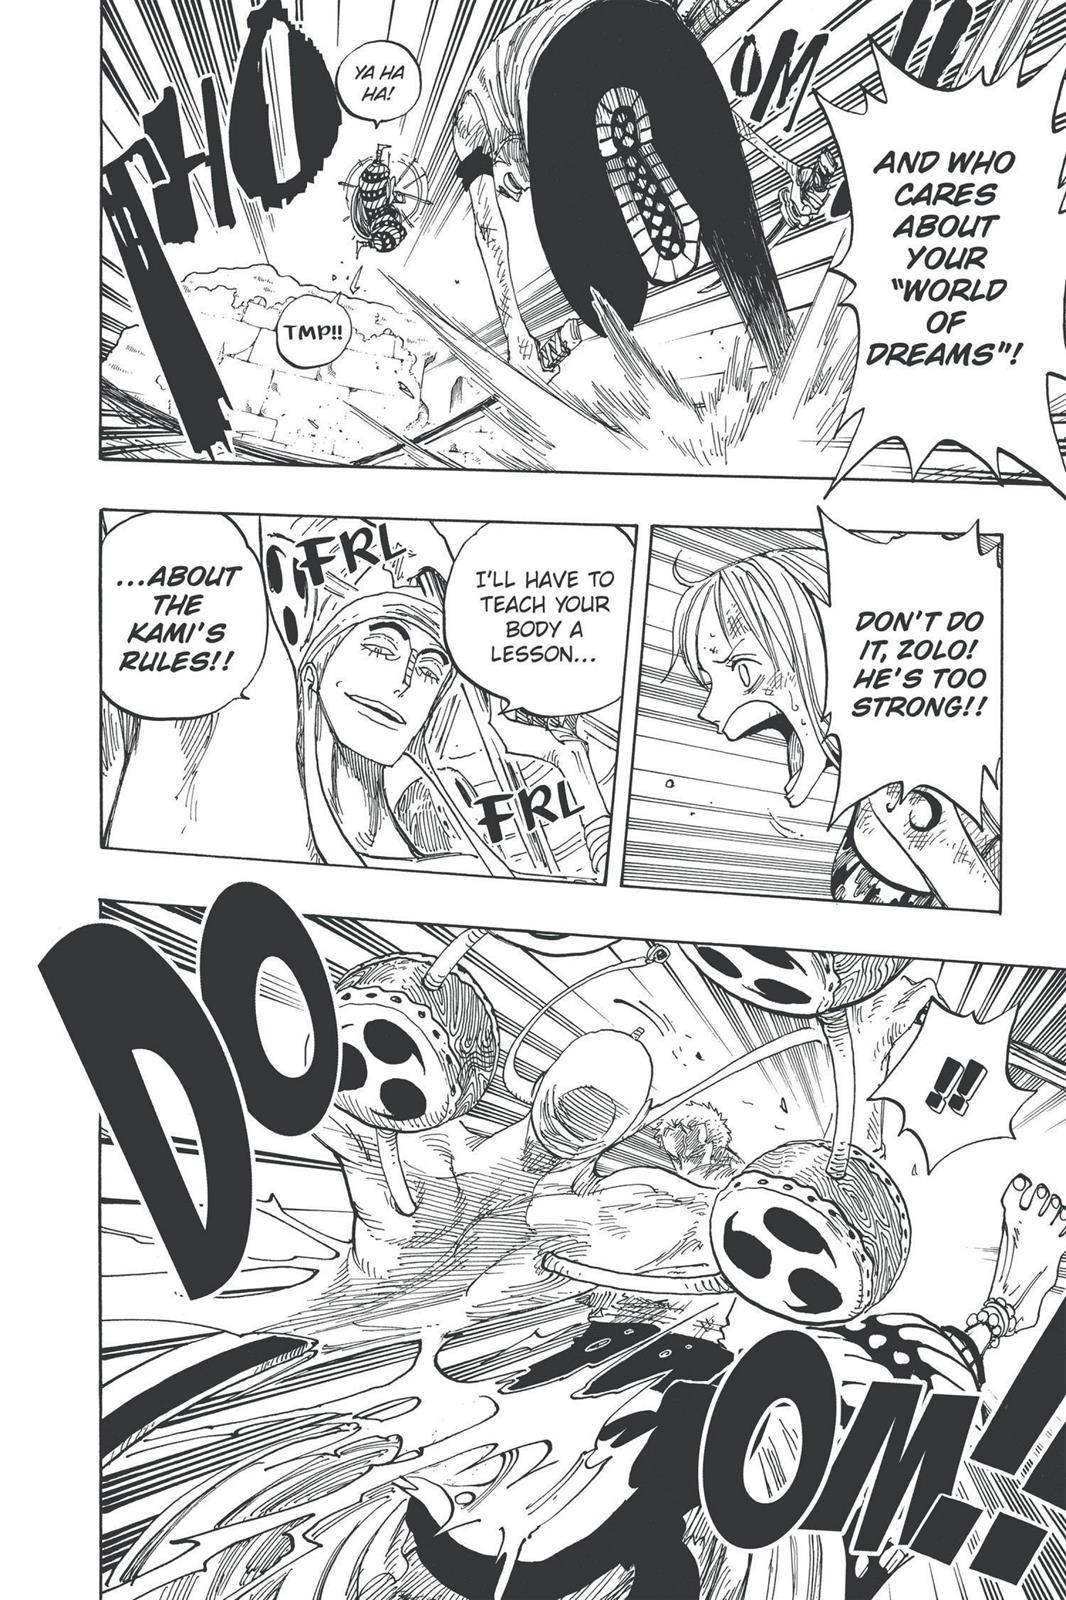 AND WHO
CARES
ABOUT
YOUR
"WORLD
OF
DREAMS"!
THOOM!!
YA HA
HA!
TMP!!
DON'T DO
IT, ZOLO!
HE'S TOO
STRONG!!
I'LL HAVE TO
TEACH YOUR
BODY A
LESSON...
FRL
FRL
...ABOUT
THE
KAMI'S
RULES!!
!!
DOOM..!!